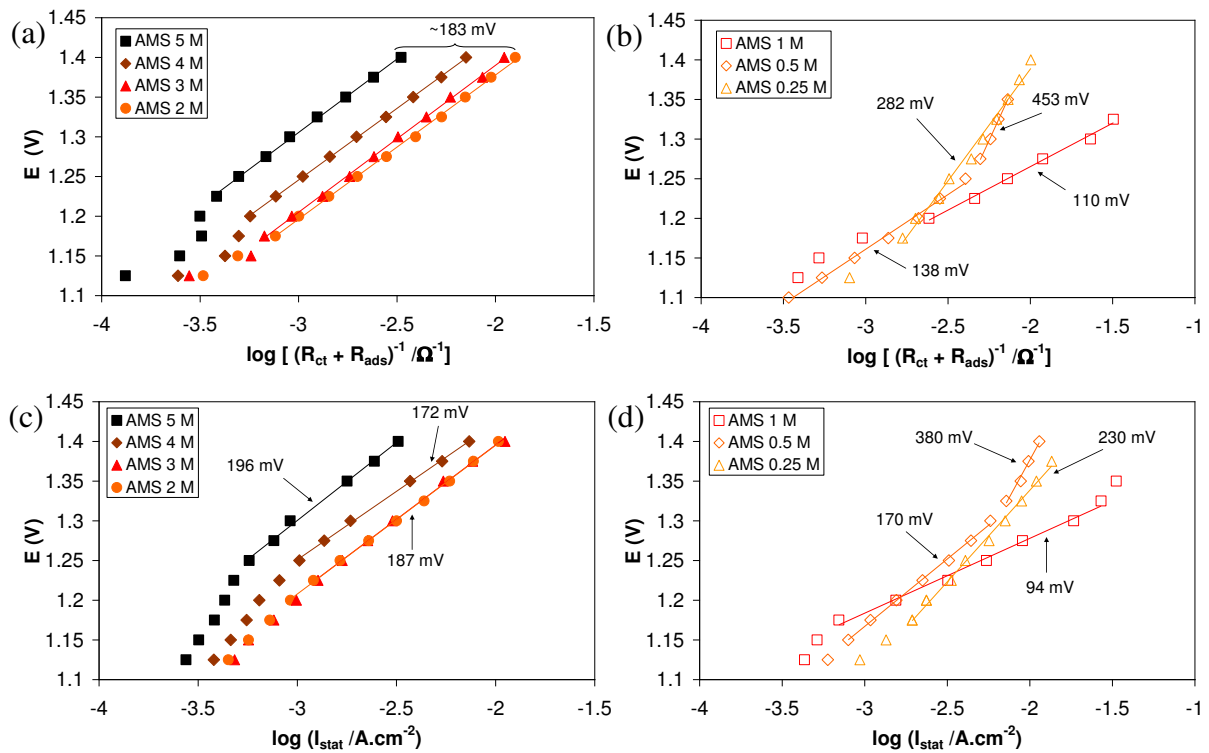 (a)
E (V)
1.45
1.4
1.35
1.3
1.25
1.2
1.15
1.1
AMS 5 M
AMS 4 M
AMS 3 M
AMS 2 M
~183 mV
-4 -3.5 -3 -2.5 -2 -1.5
log [ (Rct + Rads)-1 /Ω-1]
(b)
E (V)
1.45
1.4
1.35
1.3
1.25
1.2
1.15
1.1
AMS 1 M
AMS 0.5 M
AMS 0.25 M
282 mV
453 mV
110 mV
138 mV
-4 -3.5 -3 -2.5 -2 -1.5 -1
log [ (Rct + Rads)-1 /Ω-1]
(c)
E (V)
1.45
1.4
1.35
1.3
1.25
1.2
1.15
1.1
AMS 5 M
AMS 4 M
AMS 3 M
AMS 2 M
172 mV
196 mV
187 mV
-4 -3.5 -3 -2.5 -2 -1.5
log (Istat /A.cm-2)
(d)
E (V)
1.45
1.4
1.35
1.3
1.25
1.2
1.15
1.1
AMS 1 M
AMS 0.5 M
AMS 0.25 M
380 mV
230 mV
170 mV
94 mV
-4 -3.5 -3 -2.5 -2 -1.5 -1
log (Istat /A.cm-2)